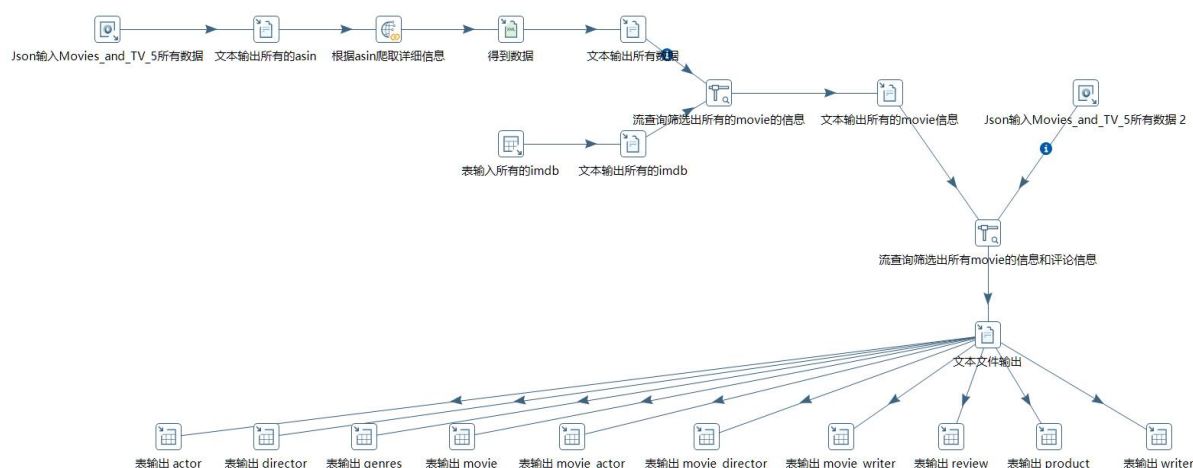 Json输入Movies_and_TV_5所有数据
文本输出所有的asin
根据asin爬取详细信息
得到数据
文本输出所有数据
流查询筛选出所有的movie的信息
文本输出所有的movie信息
Json输入Movies_and_TV_5所有数据 2
表输入所有的imdb
文本输出所有的imdb
流查询筛选出所有movie的信息和评论信息
文本文件输出
表输出 actor
表输出 director
表输出 genres
表输出 movie
表输出 movie_actor
表输出 movie_director
表输出 movie_writer
表输出 review
表输出 product
表输出 writer